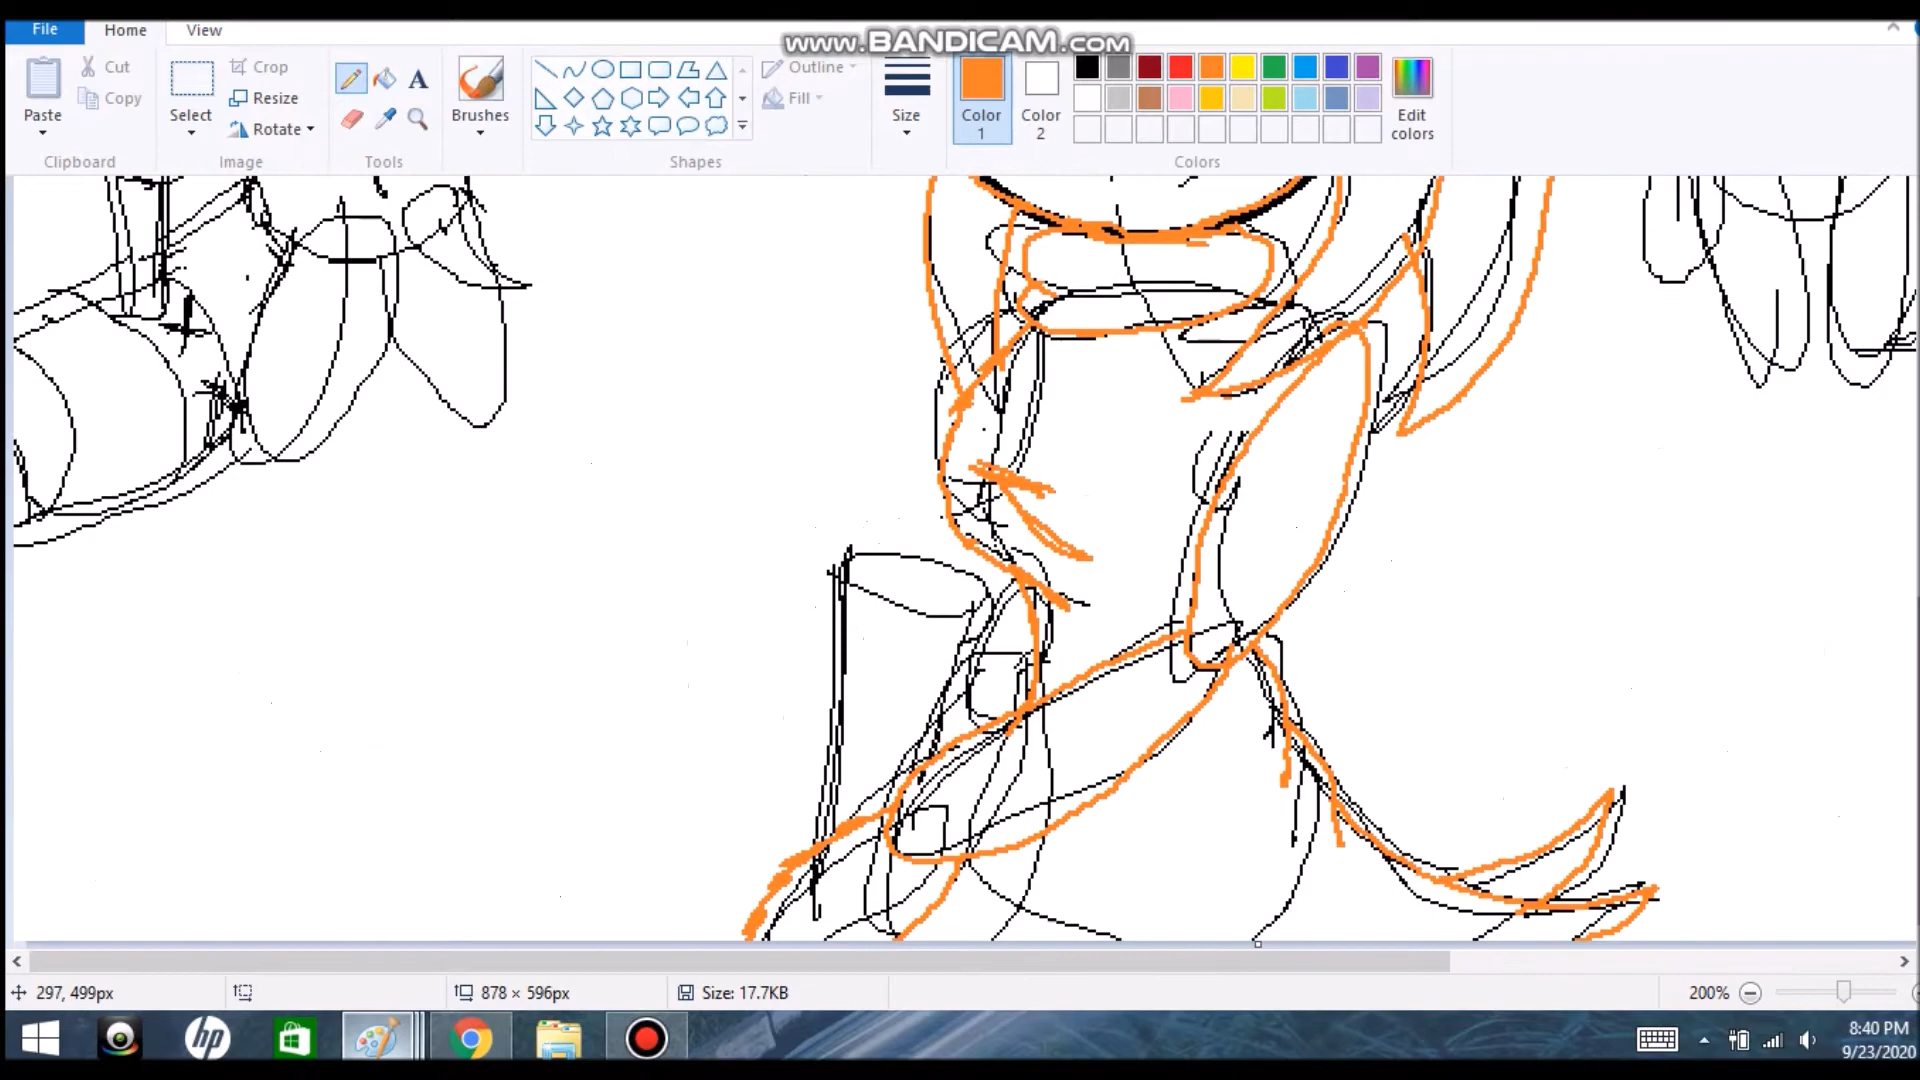 File
Home
View
www.BANDICAM.com
Paste
Cut
Copy
Clipboard
Select
Crop
Resize
Rotate
Image
A
Tools
Brushes
Outline
Fill
Shapes
Size
Color
1
Color
2
Edit
colors
Colors
297, 499px
878 × 596px
Size: 17.7KB
200%
hp
8:40 PM
9/23/2020